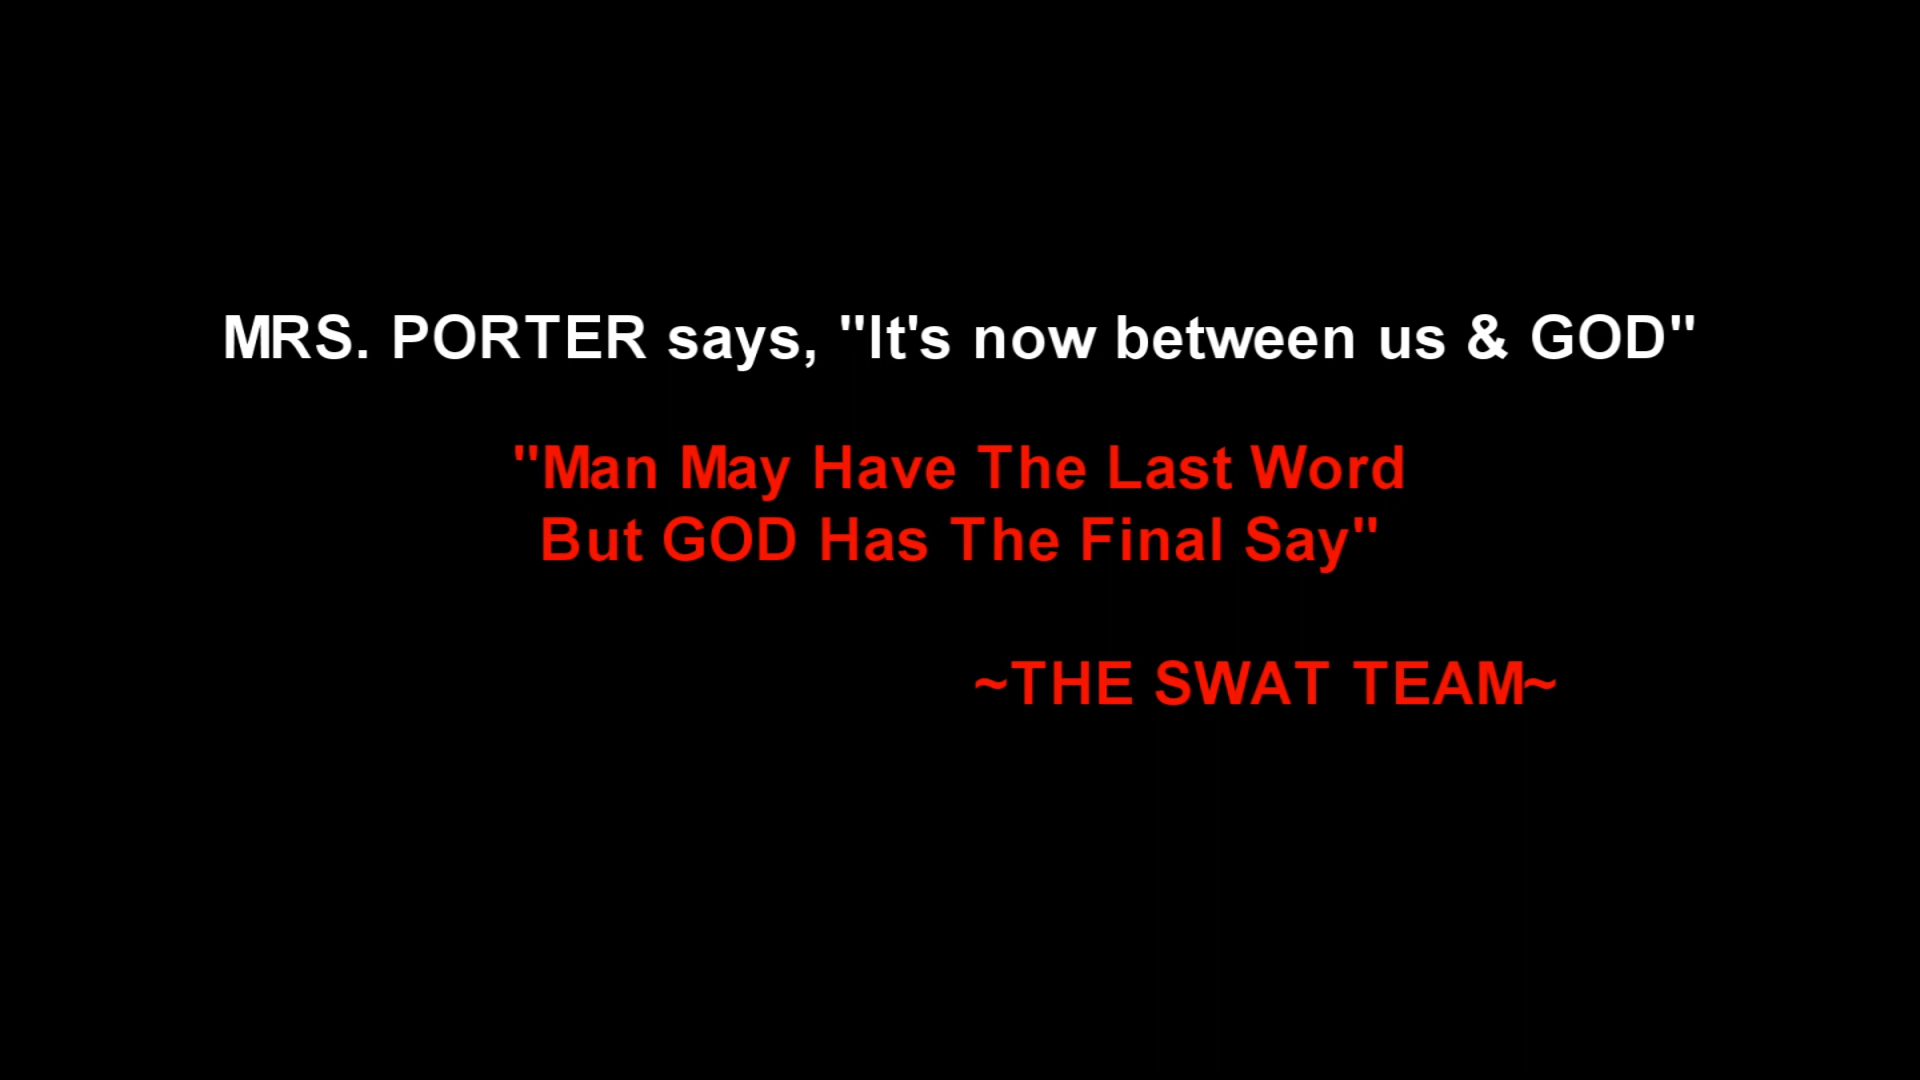 MRS. PORTER says, "It's now between us & GOD"
"Man May Have The Last Word
But GOD Has The Final Say"
~THE SWAT TEAM~